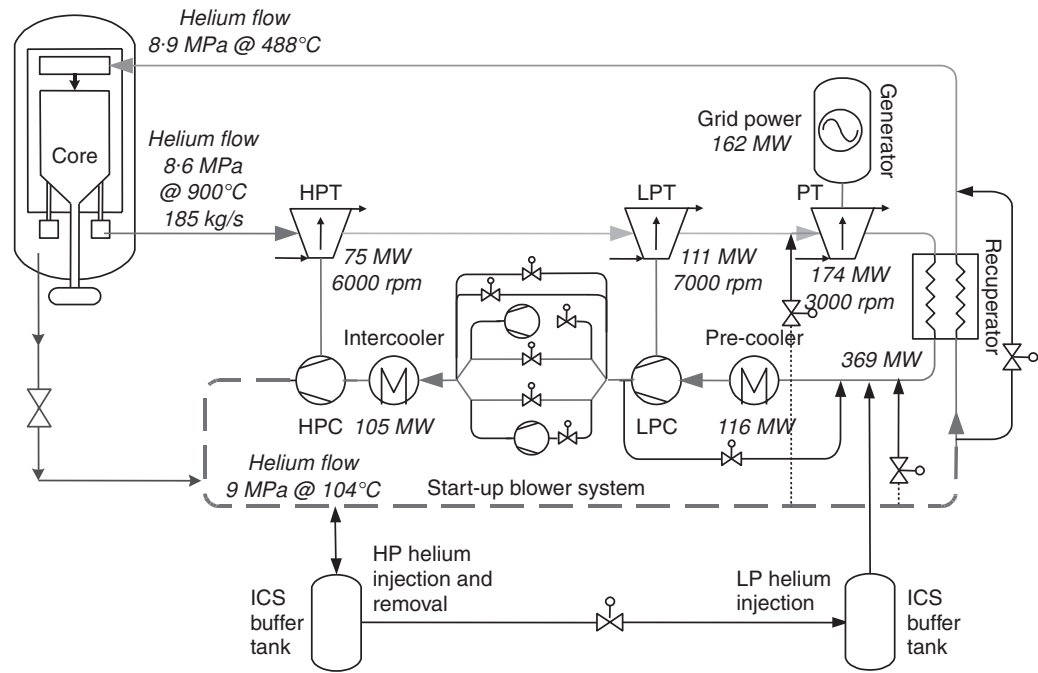 Helium flow
8·9 MPa @ 488°C
Core
Helium flow
8·6 MPa
@ 900°C
185 kg/s
HPT
75 MW
6000 rpm
LPT
111 MW
7000 rpm
Grid power
162 MW
Generator
PT
174 MW
3000 rpm
Recuperator
Intercooler
Pre-cooler
369 MW
HPC
105 MW
LPC
116 MW
Helium flow
9 MPa @ 104°C
Start-up blower system
HP helium
injection and
removal
ICS
buffer
tank
LP helium
injection
ICS
buffer
tank